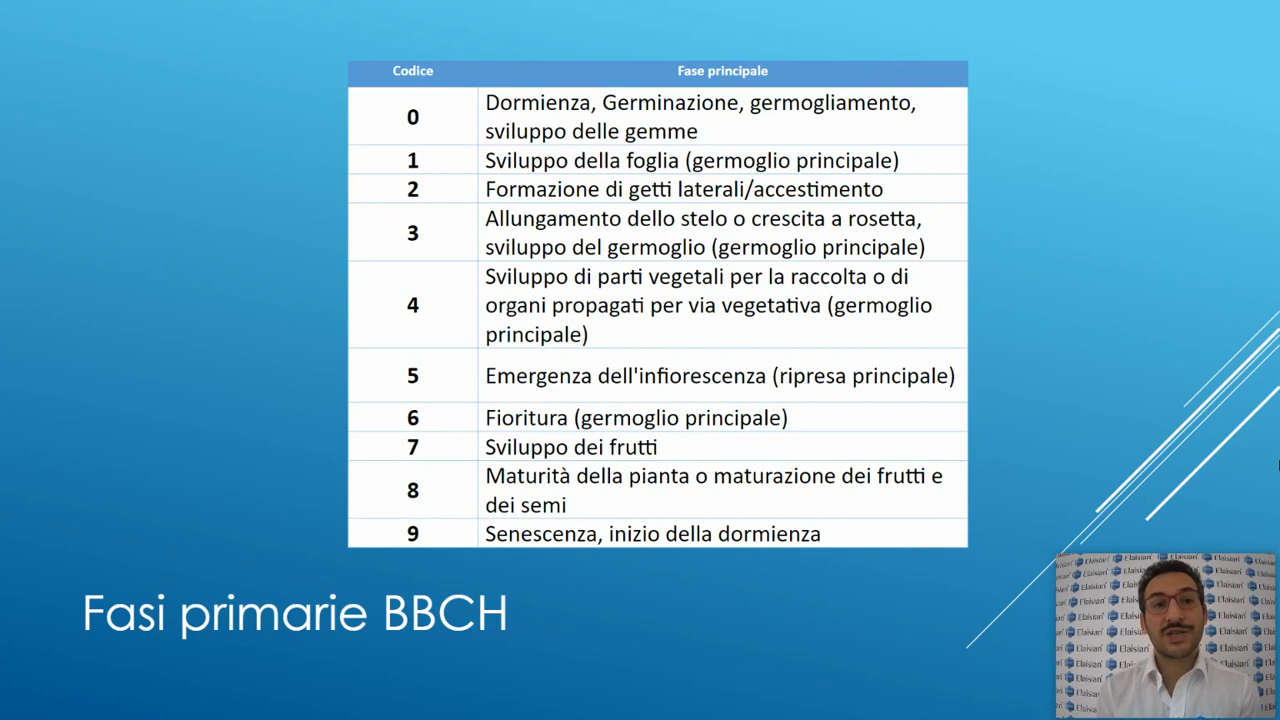 Codice Fase principale
0 Dormienza, Germinazione, germogliamento,
sviluppo delle gemme
1 Sviluppo della foglia (germoglio principale)
2 Formazione di getti laterali/accestimento
3 Allungamento dello stelo o crescita a rosetta,
sviluppo del germoglio (germoglio principale)
4 Sviluppo di parti vegetali per la raccolta o di
organi propagati per via vegetativa (germoglio
principale)
5 Emergenza dell'infiorescenza (ripresa principale)
6 Fioritura (germoglio principale)
7 Sviluppo dei frutti
8 Maturità della pianta o maturazione dei frutti e
dei semi
9 Senescenza, inizio della dormienza
Fasi primarie BBCH
Elaisian